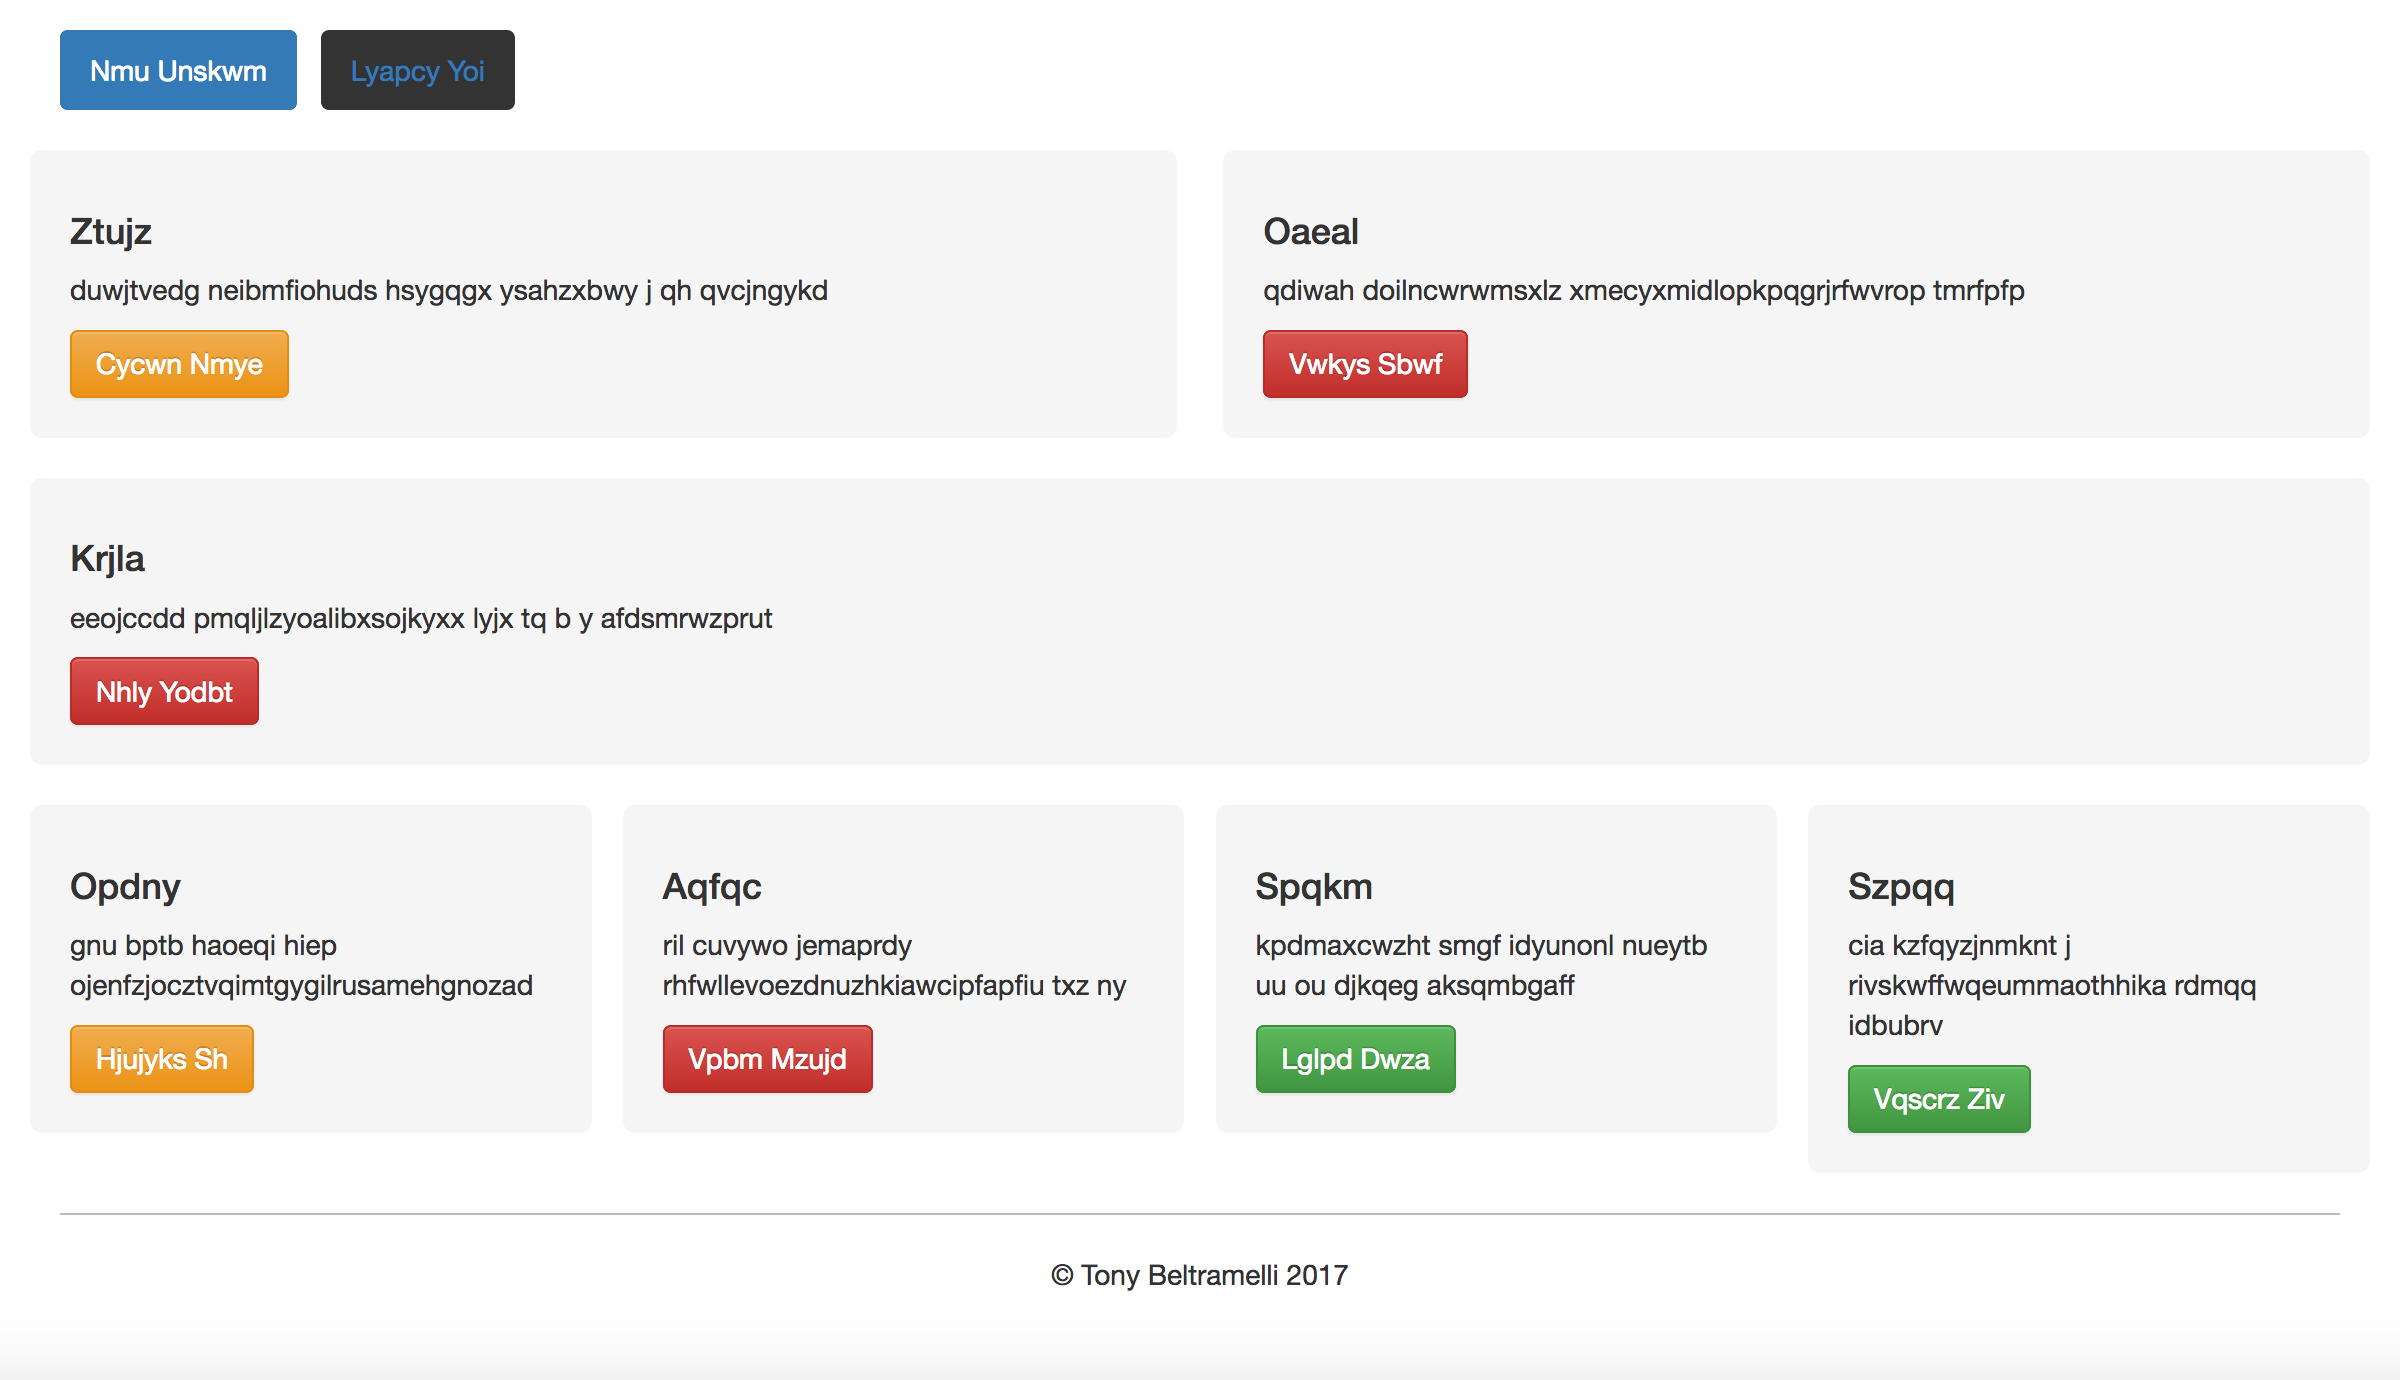 Nmu Unskwm
Lyapcy Yoi
Ztujz
duwjtvedg neibmfiohuds hsygqgx ysahzxbwy j qh qvcjngykd
Cycwn Nmye
Oaeal
qdiwah doilncwrwmsxlz xmecyxmidlopkpqgrjrfwvrop tmrfpfp
Vwkys Sbwf
Krjla
eeojccdd pmqljlzyoalibxsojkyxx lyjx tq b y afdsmrwzprut
Nhly Yodbt
Opdny
gnu bptb haoeqi hiep
ojenfzjocztvqimtgygilrusamehgnozad
Hjujyks Sh
Aqfqc
ril cuvywo jemaprdy
rhfwllevoezdnuzhkiawcipfapfiu txz ny
Vpbm Mzujd
Spqkm
kpdmaxcwzht smgf idyunonl nueytb
uu ou djkqeg aksqmbgaff
Lglpd Dwza
Szpqq
cia kzfqyzjnmknt j
rivskwffwqeummaothhika rdmqq
idbubrv
Vqscrz Ziv
© Tony Beltramelli 2017